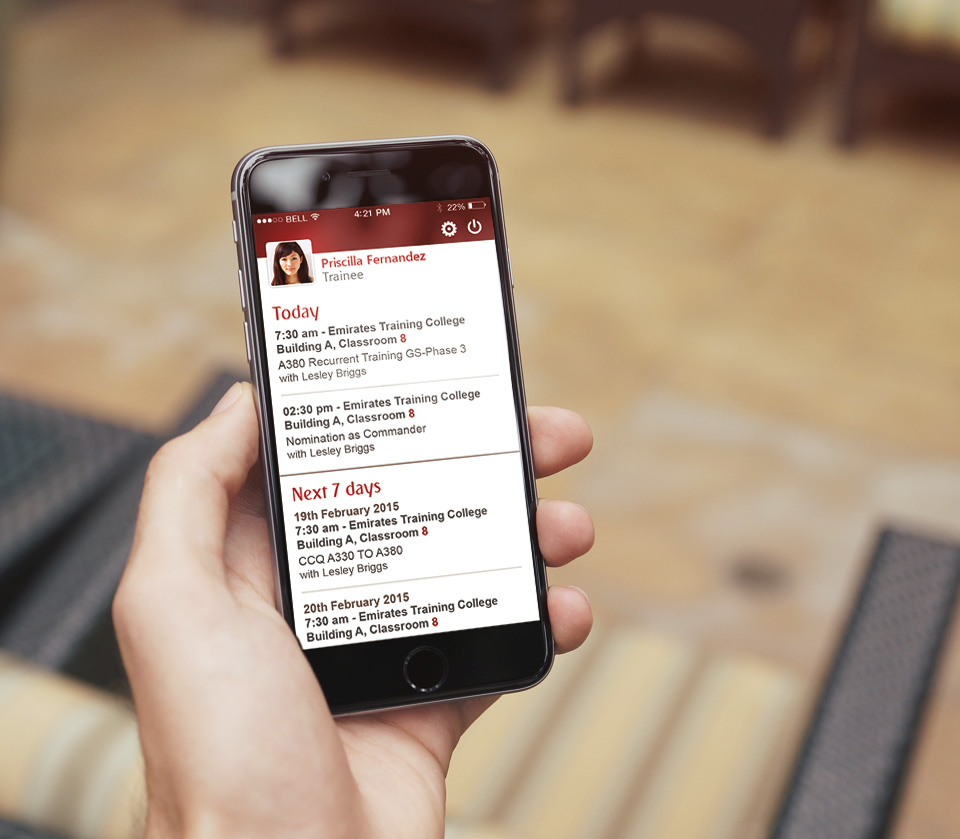 BELL 4:21 PM 22%
Priscilla Fernandez
Trainee
Today
7:30 am - Emirates Training College
Building A, Classroom 8
A380 Recurrent Training GS-Phase 3
with Lesley Briggs
02:30 pm - Emirates Training College
Building A, Classroom 8
Nomination as Commander
with Lesley Briggs
Next 7 days
19th February 2015
7:30 am - Emirates Training College
Building A, Classroom 8
CCQ A330 TO A380
with Lesley Briggs
20th February 2015
7:30 am - Emirates Training College
Building A, Classroom 8